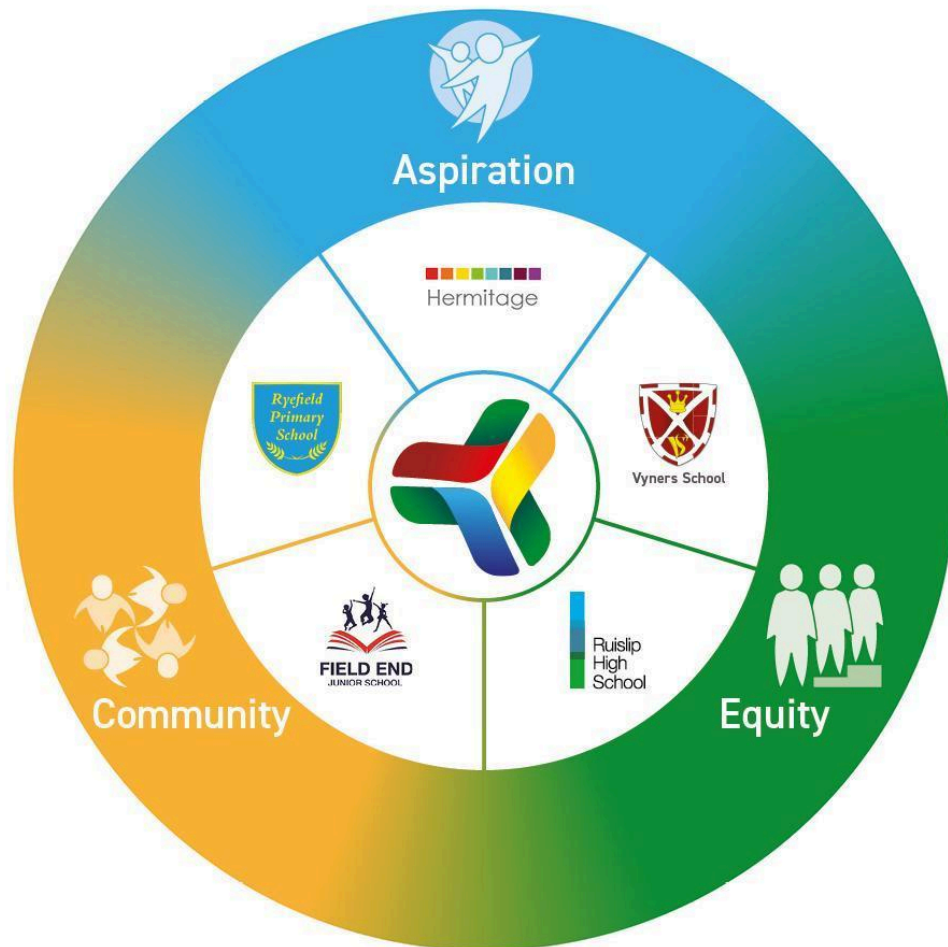 Aspiration
Hermitage
Ryefield
Primary
School
Vyners School
FIELD END
JUNIOR SCHOOL
Ruislip
High
School
Community
Equity